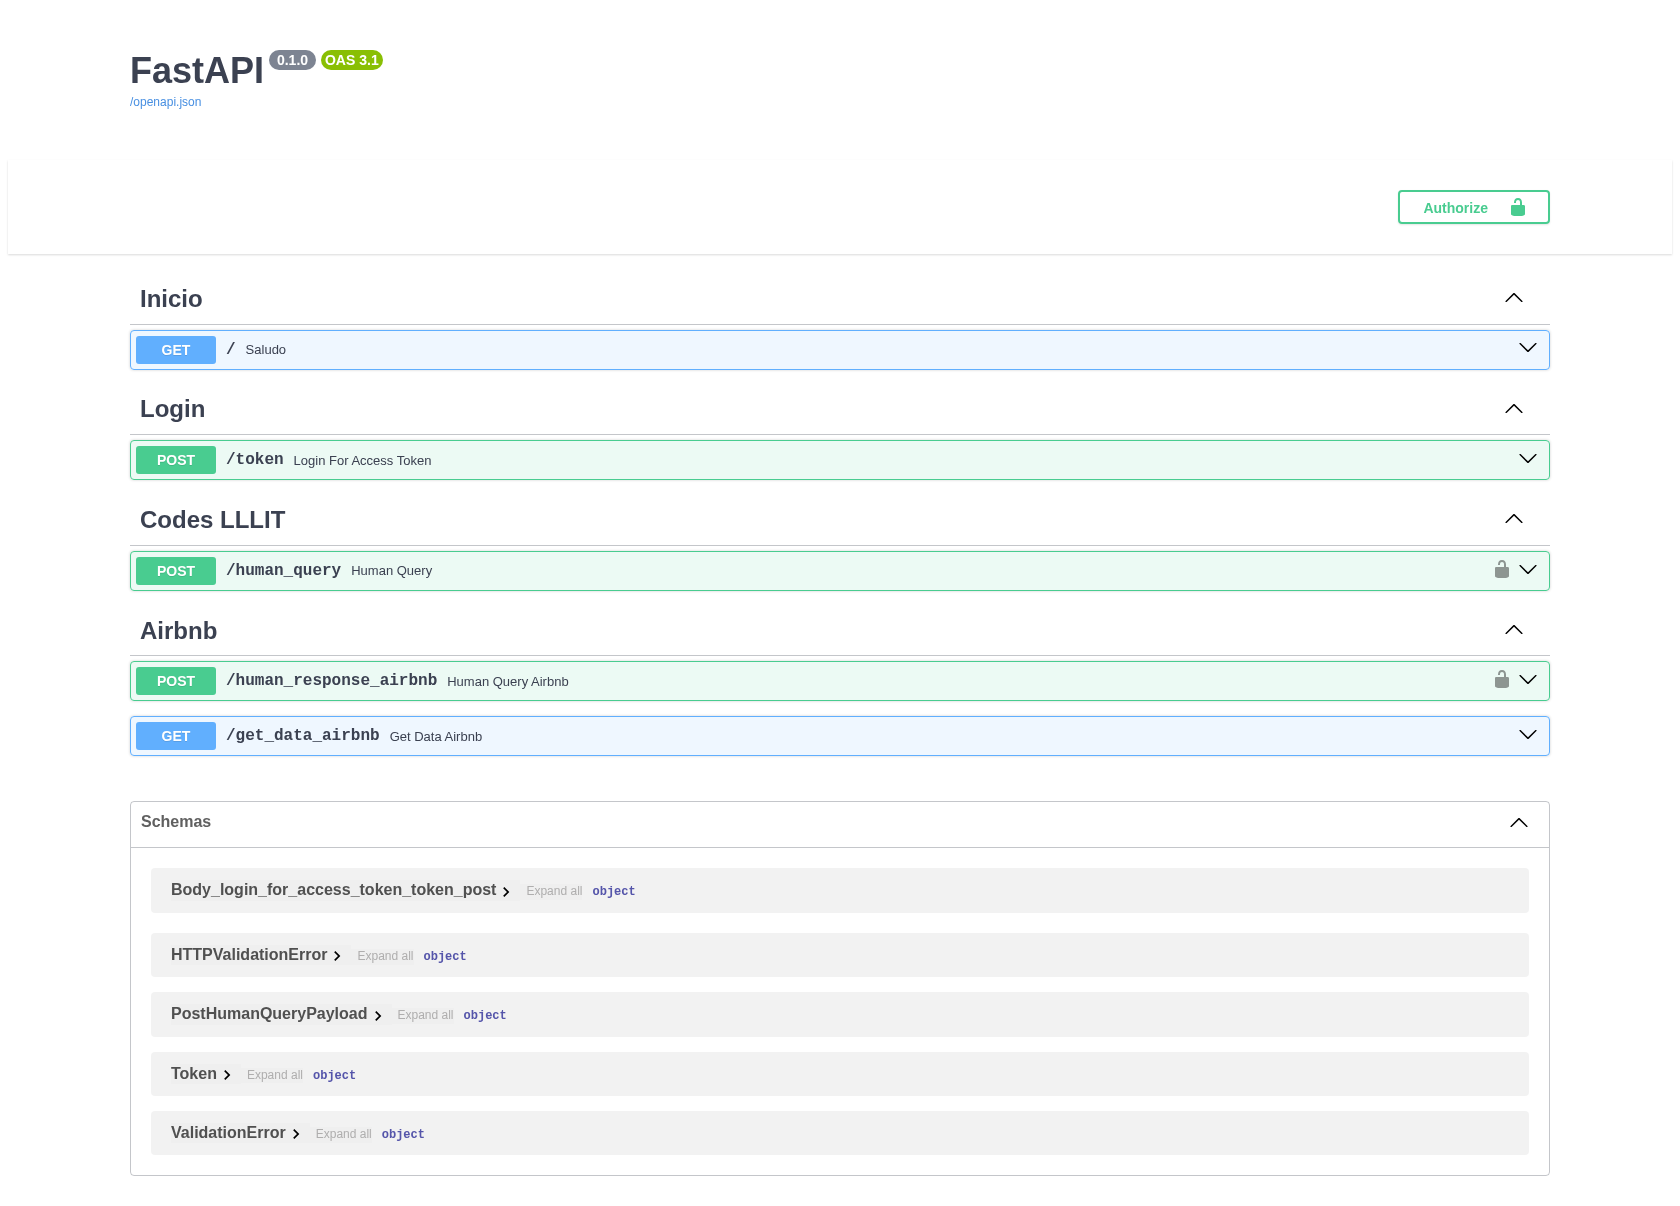 FastAPI 0.1.0 OAS 3.1
/openapi.json
Authorize
Inicio
GET / Saludo
Login
POST /token Login For Access Token
Codes LLLIT
POST /human_query Human Query
Airbnb
POST /human_response_airbnb Human Query Airbnb
GET /get_data_airbnb Get Data Airbnb
Schemas
Body_login_for_access_token_token_post Expand all object
HTTPValidationError Expand all object
PostHumanQueryPayload Expand all object
Token Expand all object
ValidationError Expand all object